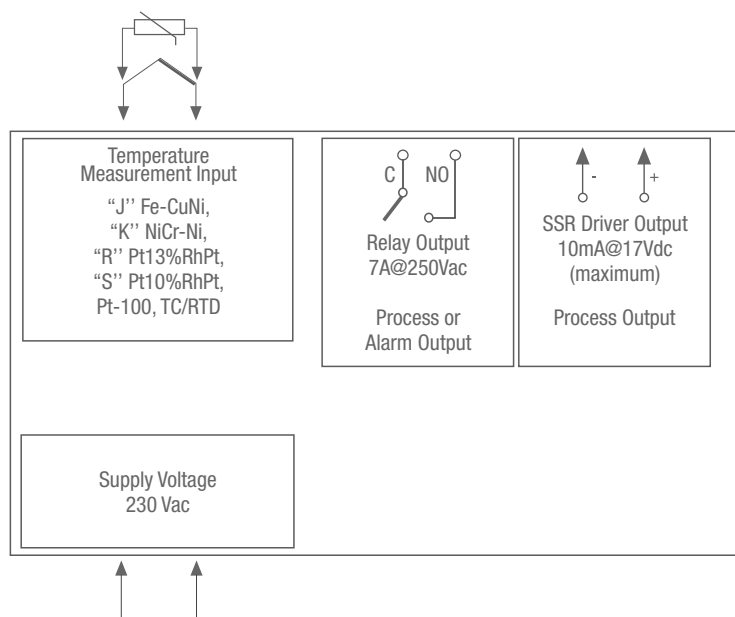 Temperature
Measurement Input
“J’’ Fe-CuNi,
“K’’ NiCr-Ni,
“R’’ Pt13%RhPt,
“S’’ Pt10%RhPt,
Pt-100, TC/RTD
C NO
Relay Output
7A@250Vac
Process or
Alarm Output
- +
SSR Driver Output
10mA@17Vdc
(maximum)
Process Output
Supply Voltage
230 Vac